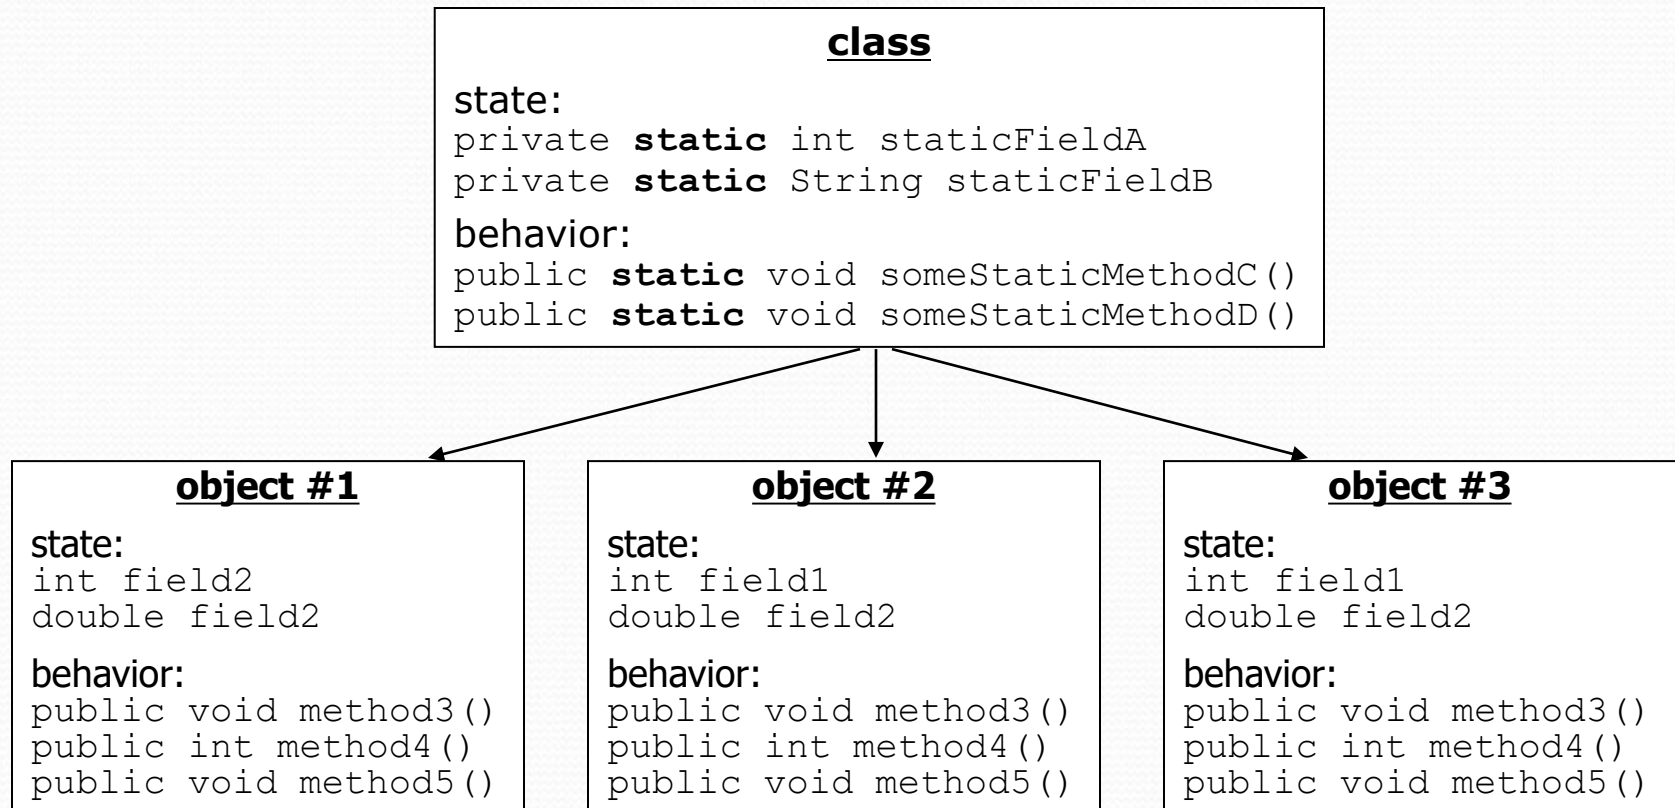 class
state:
private static int staticFieldA
private static String staticFieldB
behavior:
public static void someStaticMethodC()
public static void someStaticMethodD()
object #1
state:
int field2
double field2
behavior:
public void method3()
public int method4()
public void method5()
object #2
state:
int field1
double field2
behavior:
public void method3()
public int method4()
public void method5()
object #3
state:
int field1
double field2
behavior:
public void method3()
public int method4()
public void method5()